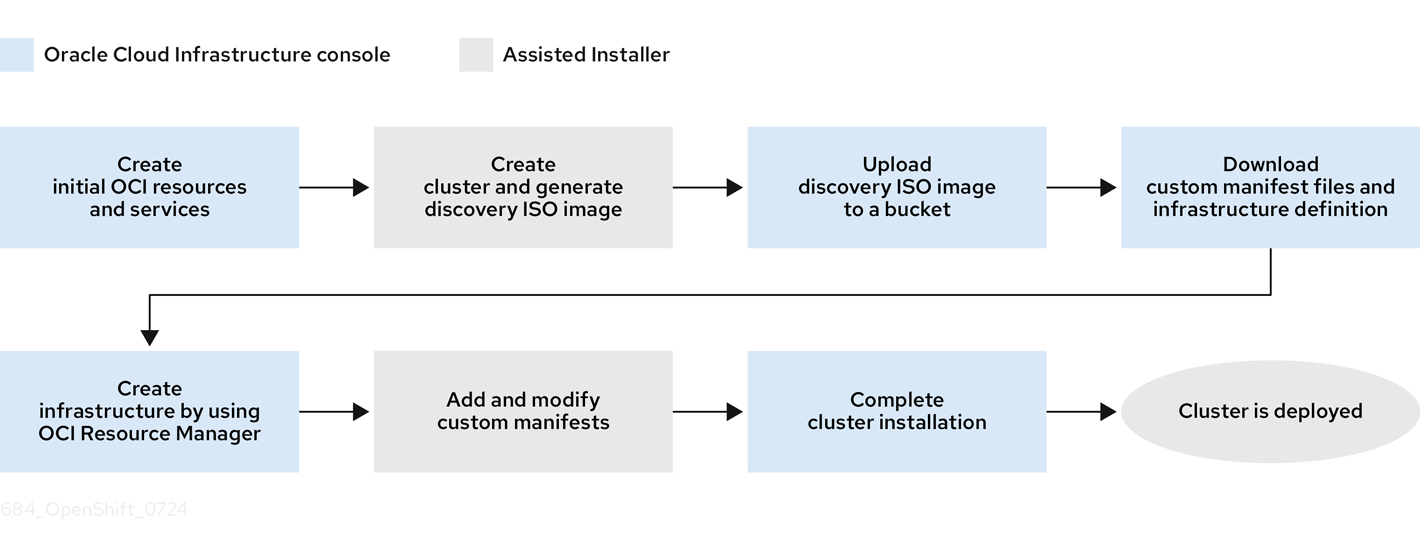 Oracle Cloud Infrastructure console
Assisted Installer
Create
initial OCI resources
and services
Create
cluster and generate
discovery ISO image
Upload
discovery ISO image
to a bucket
Download
custom manifest files and
infrastructure definition
Create
infrastructure by using
OCI Resource Manager
Add and modify
custom manifests
Complete
cluster installation
Cluster is deployed
684_OpenShift_0724